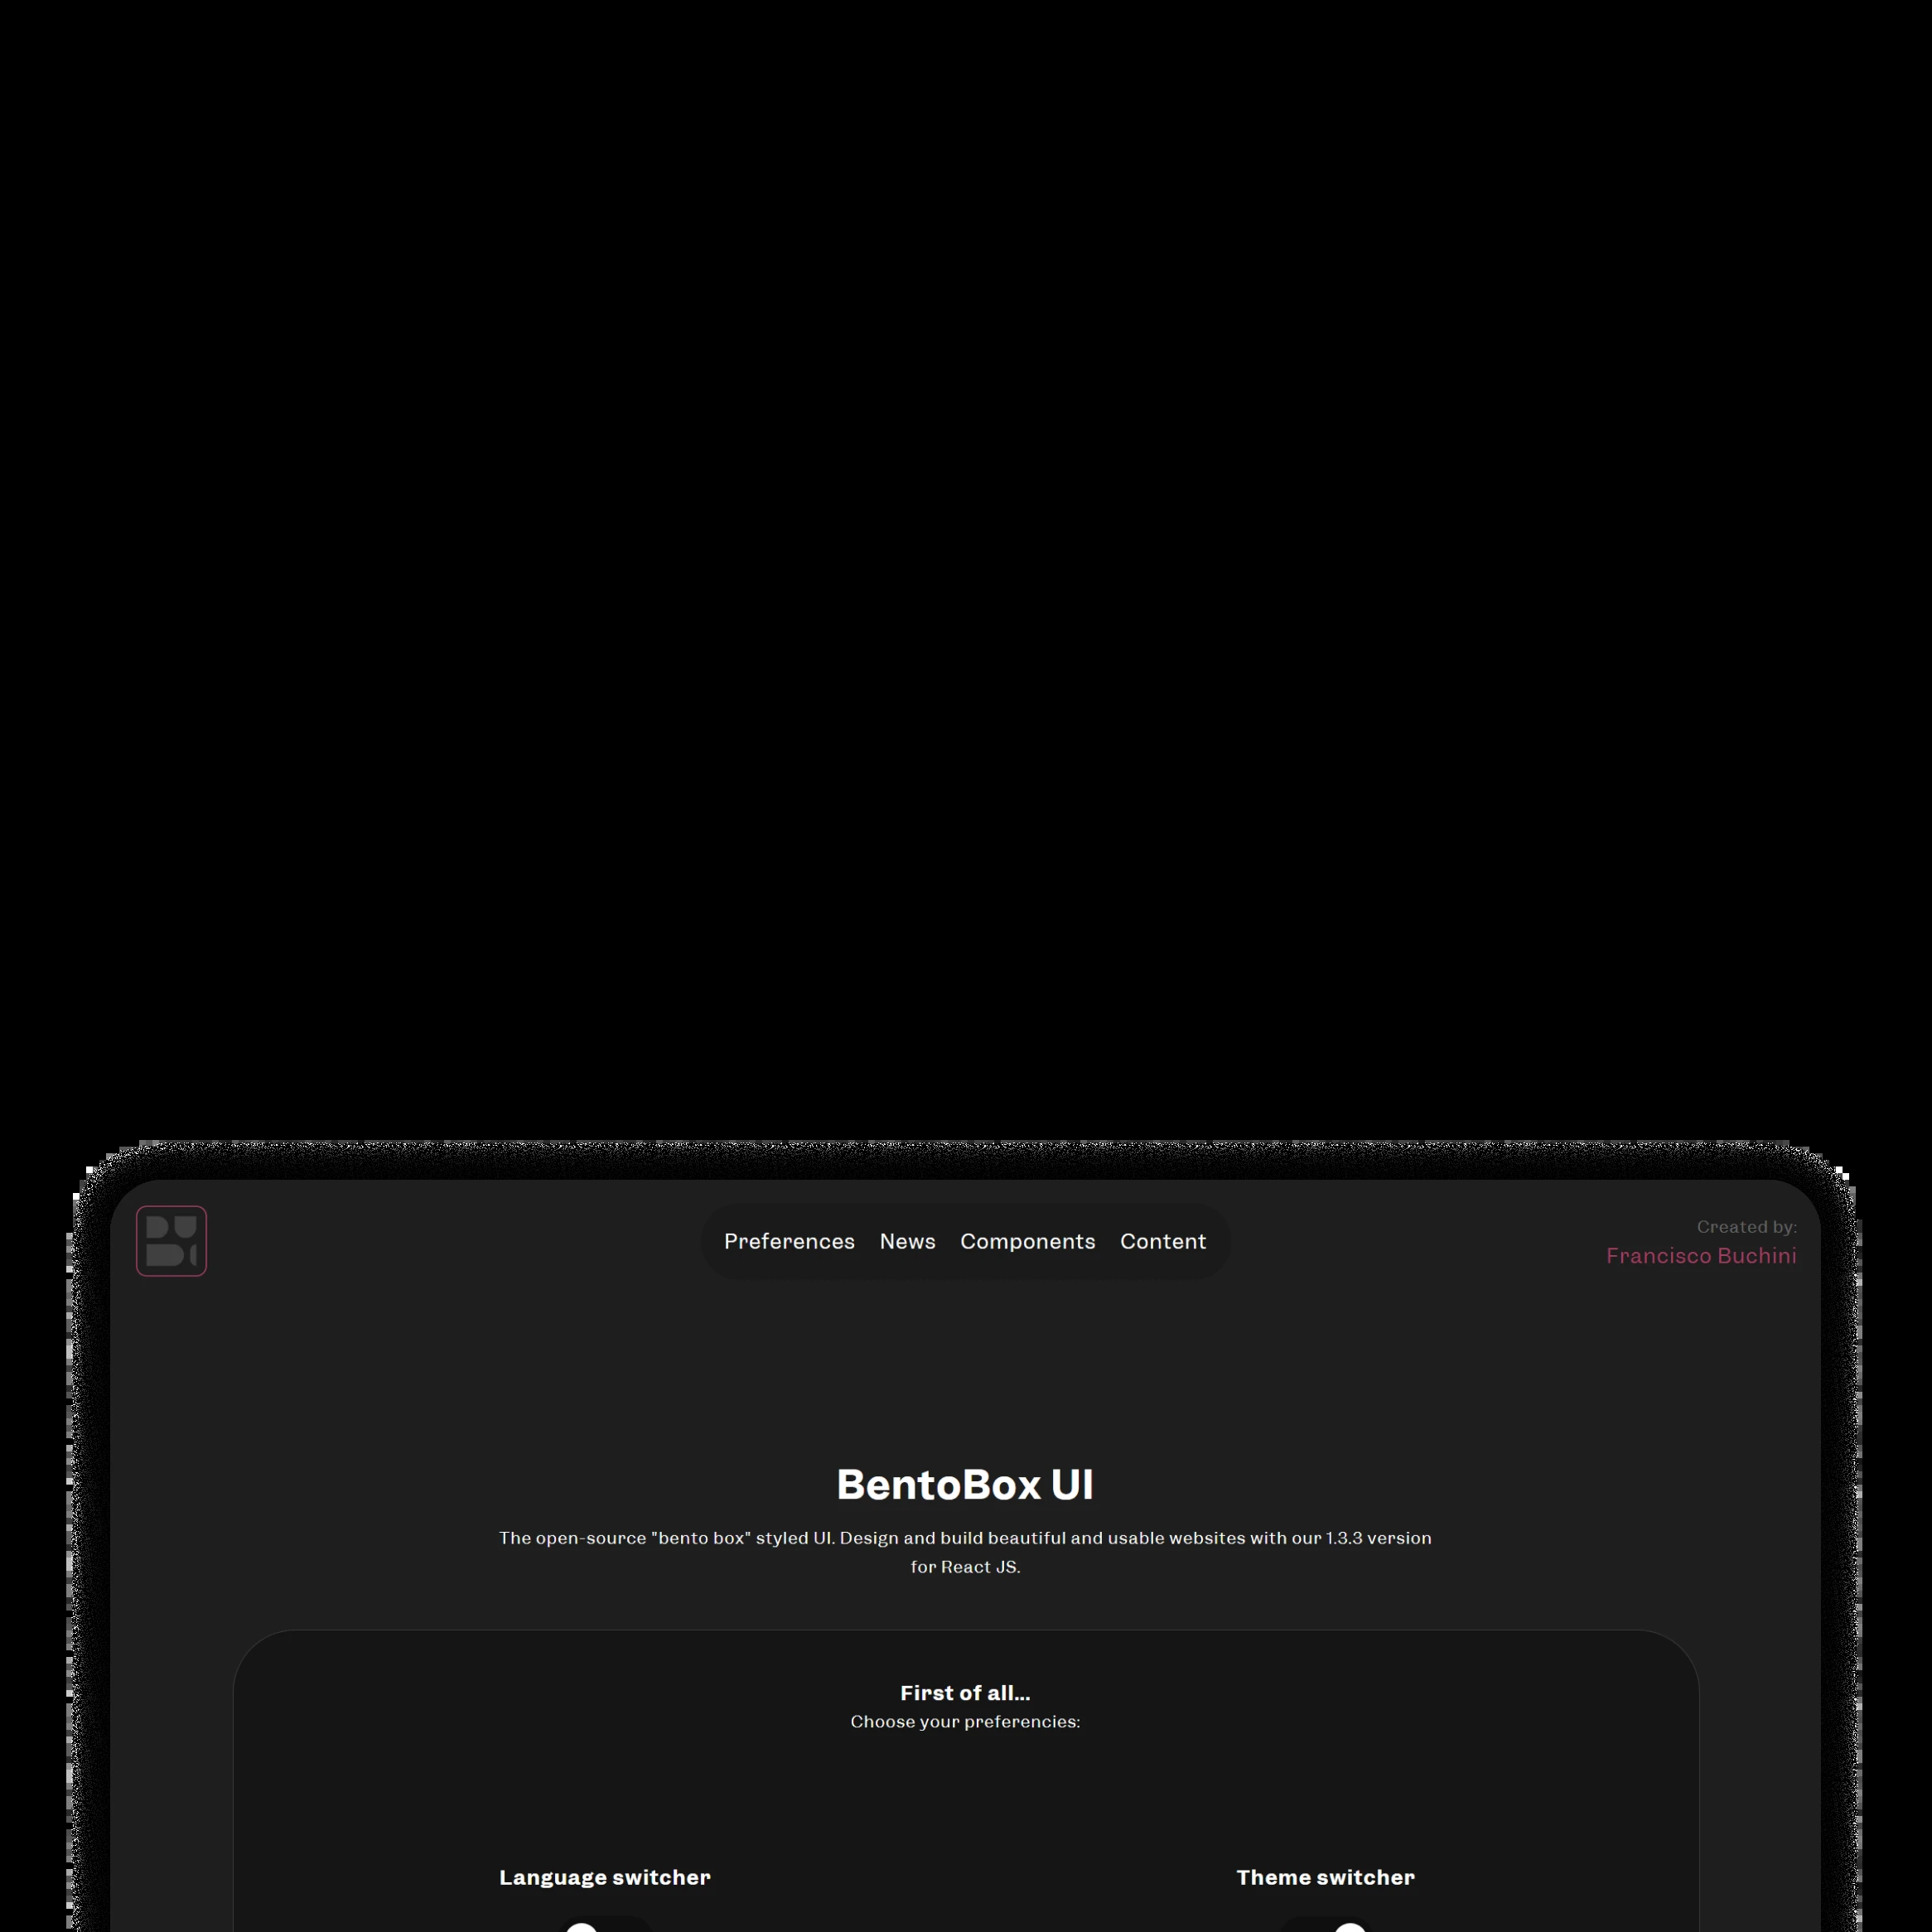 Preferences News Components Content
Created by:
Francisco Buchini
BentoBox UI
The open-source "bento box" styled UI. Design and build beautiful and usable websites with our 1.3.3 version
for React JS.
First of all...
Choose your preferencies:
Language switcher
Theme switcher